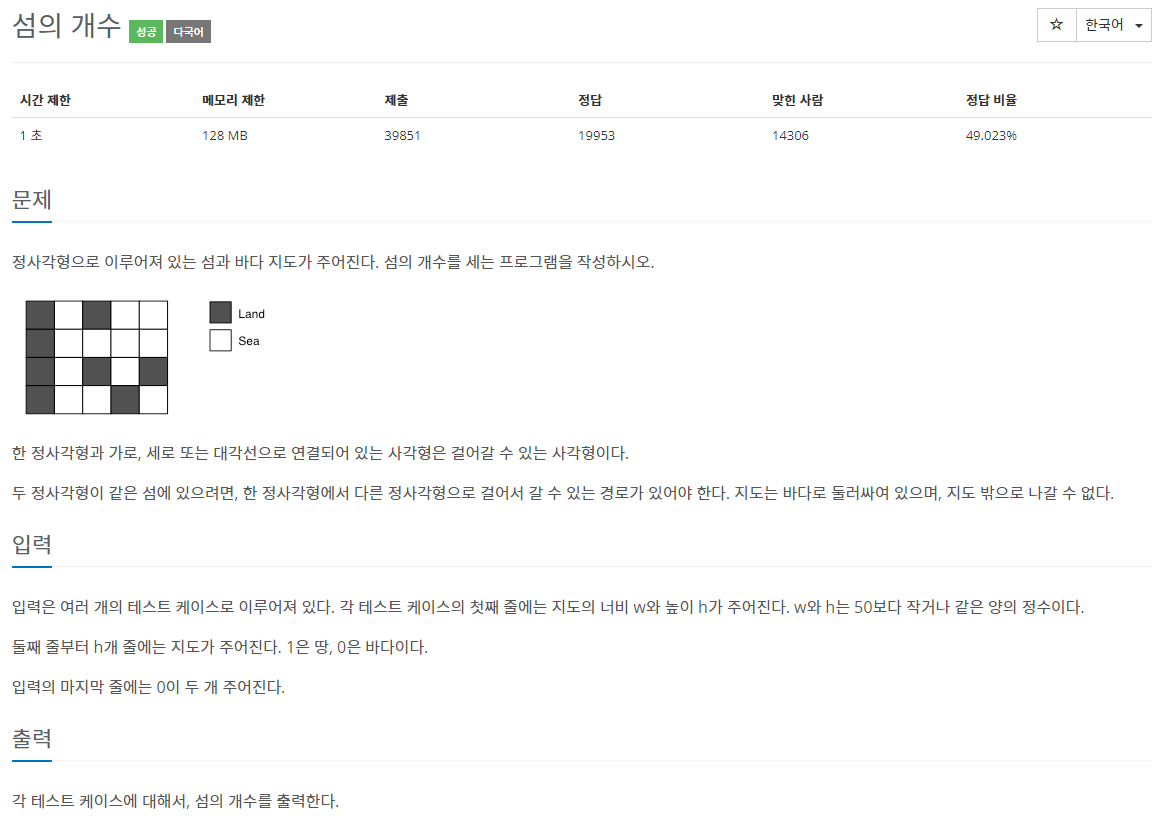 섬의 개수 성공 다국어
☆ 한국어
시간 제한 메모리 제한 제출 정답 맞힌 사람 정답 비율
1 초 128 MB 39851 19953 14306 49.023%
문제
정사각형으로 이루어져 있는 섬과 바다 지도가 주어진다. 섬의 개수를 세는 프로그램을 작성하시오.
Land
Sea
한 정사각형과 가로, 세로 또는 대각선으로 연결되어 있는 사각형은 걸어갈 수 있는 사각형이다.
두 정사각형이 같은 섬에 있으려면, 한 정사각형에서 다른 정사각형으로 걸어서 갈 수 있는 경로가 있어야 한다. 지도는 바다로 둘러싸여 있으며, 지도 밖으로 나갈 수 없다.
입력
입력은 여러 개의 테스트 케이스로 이루어져 있다. 각 테스트 케이스의 첫째 줄에는 지도의 너비 w와 높이 h가 주어진다. w와 h는 50보다 작거나 같은 양의 정수이다.
둘째 줄부터 h개 줄에는 지도가 주어진다. 1은 땅, 0은 바다이다.
입력의 마지막 줄에는 0이 두 개 주어진다.
출력
각 테스트 케이스에 대해서, 섬의 개수를 출력한다.